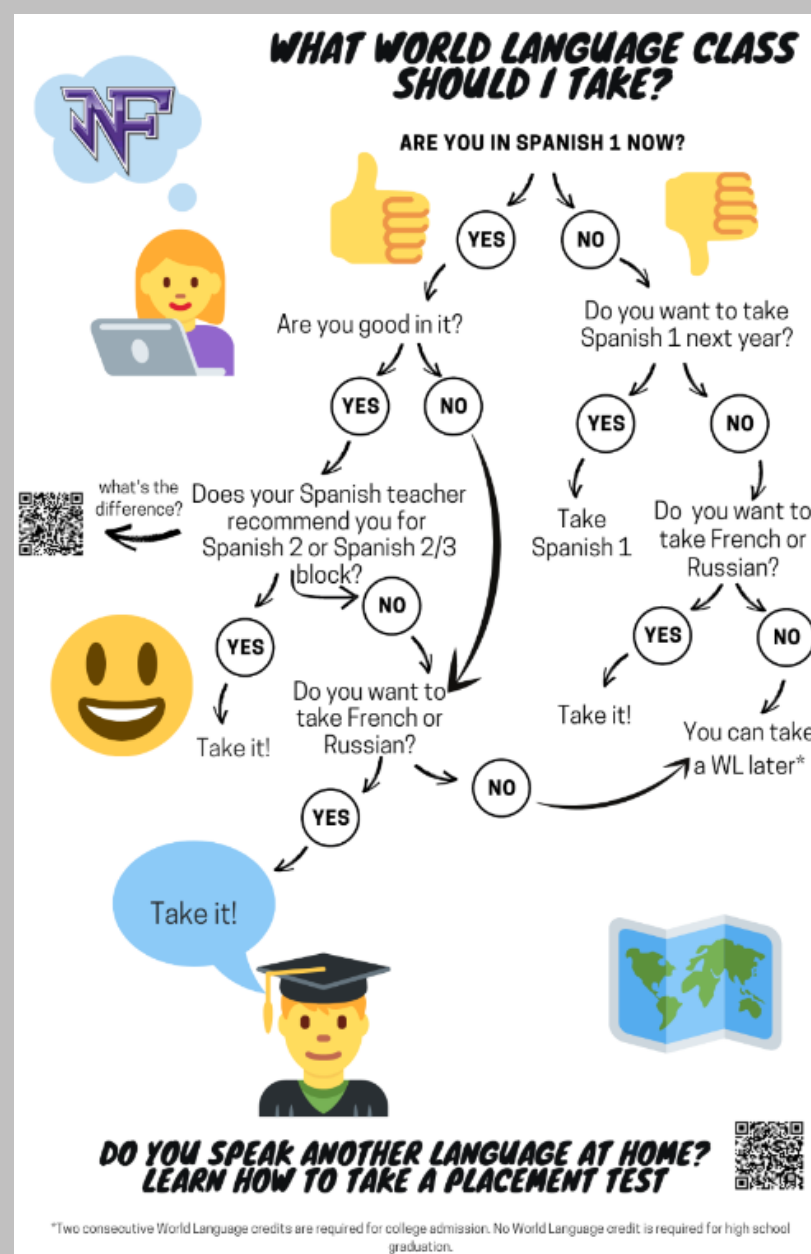 NF
WHAT WORLD LANGUAGE CLASS
SHOULD I TAKE?
ARE YOU IN SPANISH 1 NOW?
YES
NO
Are you good in it?
Do you want to take
Spanish 1 next year?
YES
NO
YES
NO
what's the
difference?
Does your Spanish teacher
recommend you for
Spanish 2 or Spanish 2/3
block?
Take
Spanish 1
Do you want to
take French or
Russian?
YES
NO
YES
NO
Take it!
Do you want to
take French or
Russian?
Take it!
You can take
a WL later*
YES
NO
Take it!
DO YOU SPEAK ANOTHER LANGUAGE AT HOME?
LEARN HOW TO TAKE A PLACEMENT TEST
*Two consecutive World Language credits are required for college admission. No World Language credit is required for high school
graduation.